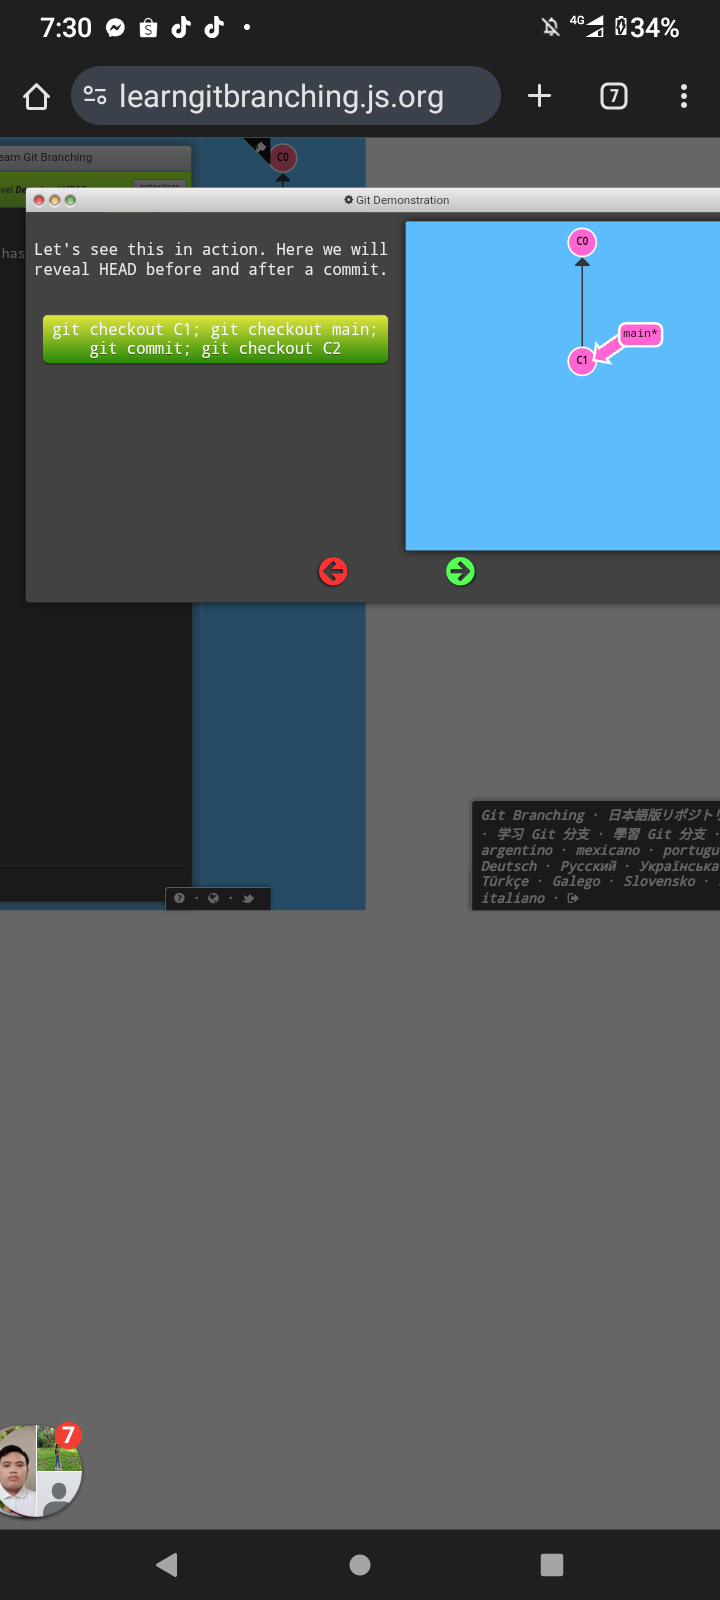 7:30
4G
34%
learngitbranching.js.org
7
earn Git Branching
C0
Git Demonstration
has
Let's see this in action. Here we will
reveal HEAD before and after a commit.
git checkout C1; git checkout main;
git commit; git checkout C2
C0
main*
C1
Git Branching · 日本語版リポジトリ
· 学习 Git 分支 · 學習 Git 分支 ·
argentino · mexicano · portugu
Deutsch · Русский · Українська
Türkçe · Galego · Slovensko ·
italiano ·
7